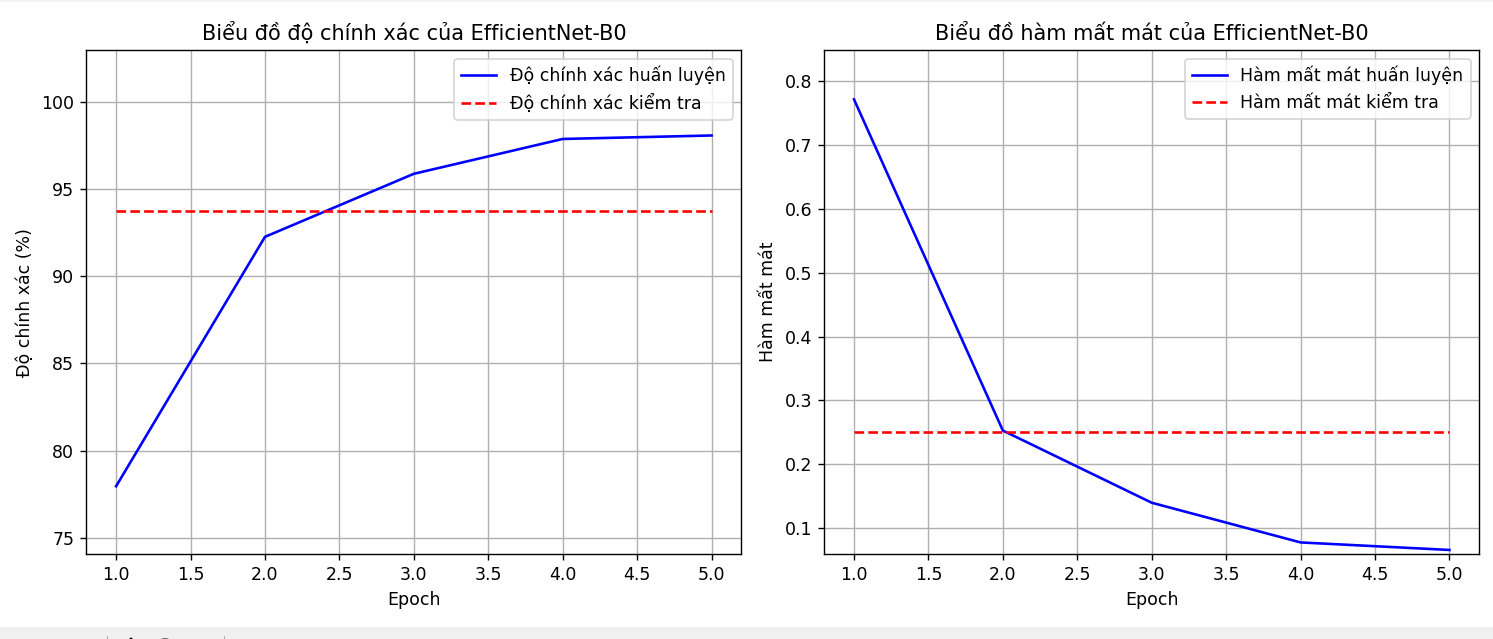 Biểu đồ độ chính xác của EfficientNet-B0
Độ chính xác huấn luyện
Độ chính xác kiểm tra
100
95
90
85
80
75
Độ chính xác (%)
1.0 1.5 2.0 2.5 3.0 3.5 4.0 4.5 5.0
Epoch
Biểu đồ hàm mất mát của EfficientNet-B0
Hàm mất mát huấn luyện
Hàm mất mát kiểm tra
0.8
0.7
0.6
0.5
0.4
0.3
0.2
0.1
Hàm mất mát
1.0 1.5 2.0 2.5 3.0 3.5 4.0 4.5 5.0
Epoch